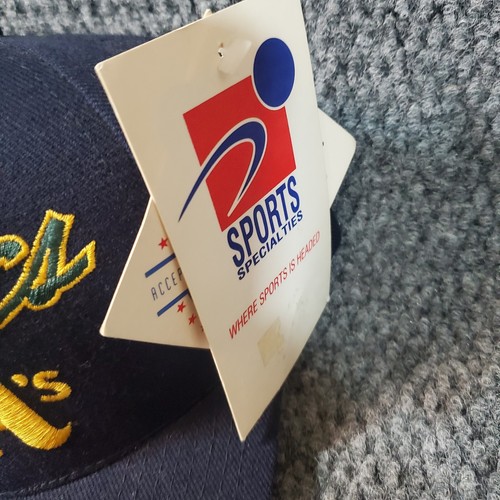 SPORTS
SPECIALTIES
WHERE SPORTS IS HEADED
A's